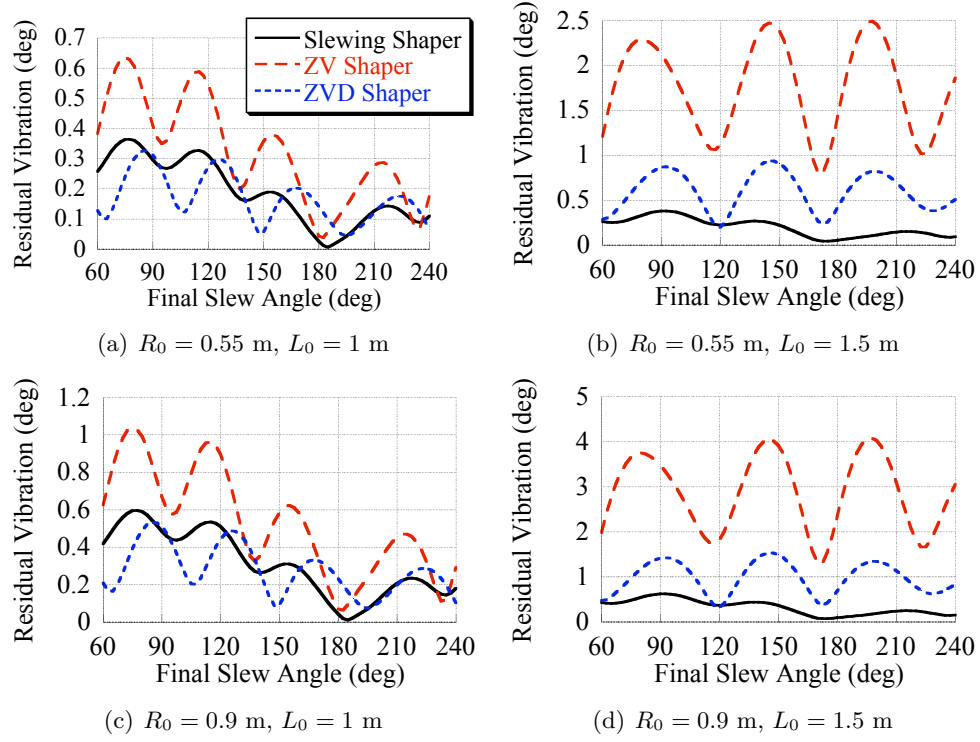 0.7
0.6
0.5
0.4
0.3
0.2
0.1
0
Residual Vibration (deg)
Slewing Shaper
ZV Shaper
ZVD Shaper
60 90 120 150 180 210 240
Final Slew Angle (deg)
(a) R₀ = 0.55 m, L₀ = 1 m
2.5
2
1.5
1
0.5
0
Residual Vibration (deg)
60 90 120 150 180 210 240
Final Slew Angle (deg)
(b) R₀ = 0.55 m, L₀ = 1.5 m
1.2
1
0.8
0.6
0.4
0.2
0
Residual Vibration (deg)
60 90 120 150 180 210 240
Final Slew Angle (deg)
(c) R₀ = 0.9 m, L₀ = 1 m
5
4
3
2
1
0
Residual Vibration (deg)
60 90 120 150 180 210 240
Final Slew Angle (deg)
(d) R₀ = 0.9 m, L₀ = 1.5 m